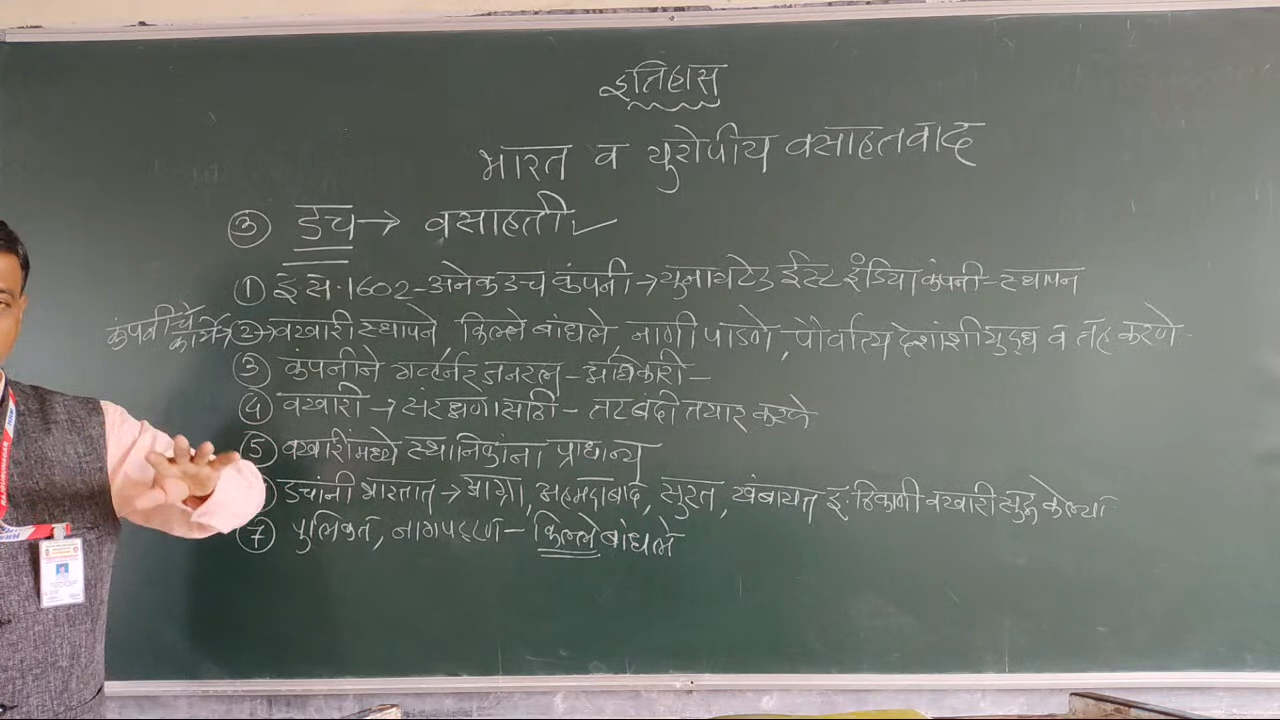 इतिहास
भारत व युरोपीय वसाहतवाद
③ डच → वसाहती ✓
① इ.स.1602 - अनेक डच कंपनी → युनायटेड ईस्ट इंडिया कंपनी - स्थापन
कंपनीचे कार्य → ② → वखारी स्थापने, किल्ले बांधले, नागी पाडणे, पौर्वात्य देशांशी युद्ध व तह करणे -
③ कंपनीने गव्हर्नर जनरल - अधिकारी -
④ वखारी → संरक्षणासाठी - तटबंदी तयार करणे
⑤ वखारींमध्ये स्थानिकांना प्राधान्य
डचांनी भारतात → आग्रा, अहमदाबाद, सुरत, खंबायत इ. ठिकाणी वखारी सुरु केल्या
⑦ पुलिकत, नागपट्टण - किल्ले बांधले